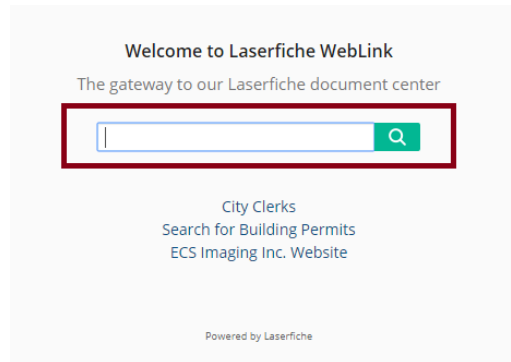 Welcome to Laserfiche WebLink
The gateway to our Laserfiche document center
City Clerks
Search for Building Permits
ECS Imaging Inc. Website
Powered by Laserfiche